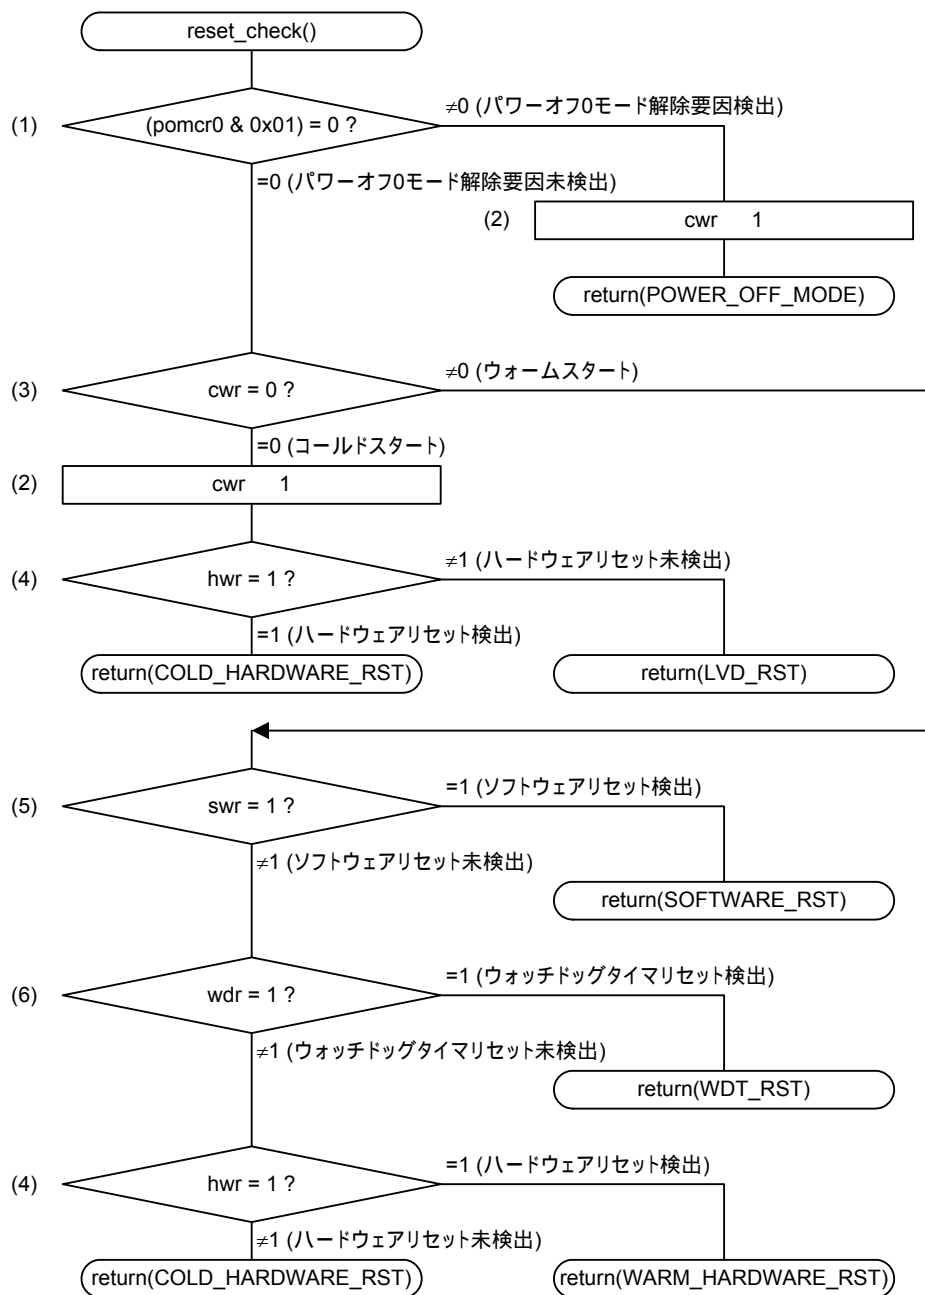 reset_check()
(1)
(pomcr0 & 0x01) = 0 ?
≠0 (パワーオフ0モード解除要因検出)
=0 (パワーオフ0モード解除要因未検出)
(2)
cwr 1
return(POWER_OFF_MODE)
(3)
cwr = 0 ?
≠0 (ウォームスタート)
=0 (コールドスタート)
(2)
cwr 1
(4)
hwr = 1 ?
≠1 (ハードウェアリセット未検出)
=1 (ハードウェアリセット検出)
return(COLD_HARDWARE_RST)
return(LVD_RST)
(5)
swr = 1 ?
=1 (ソフトウェアリセット検出)
≠1 (ソフトウェアリセット未検出)
return(SOFTWARE_RST)
(6)
wdr = 1 ?
=1 (ウォッチドッグタイマリセット検出)
≠1 (ウォッチドッグタイマリセット未検出)
return(WDT_RST)
(4)
hwr = 1 ?
=1 (ハードウェアリセット検出)
≠1 (ハードウェアリセット未検出)
return(COLD_HARDWARE_RST)
return(WARM_HARDWARE_RST)